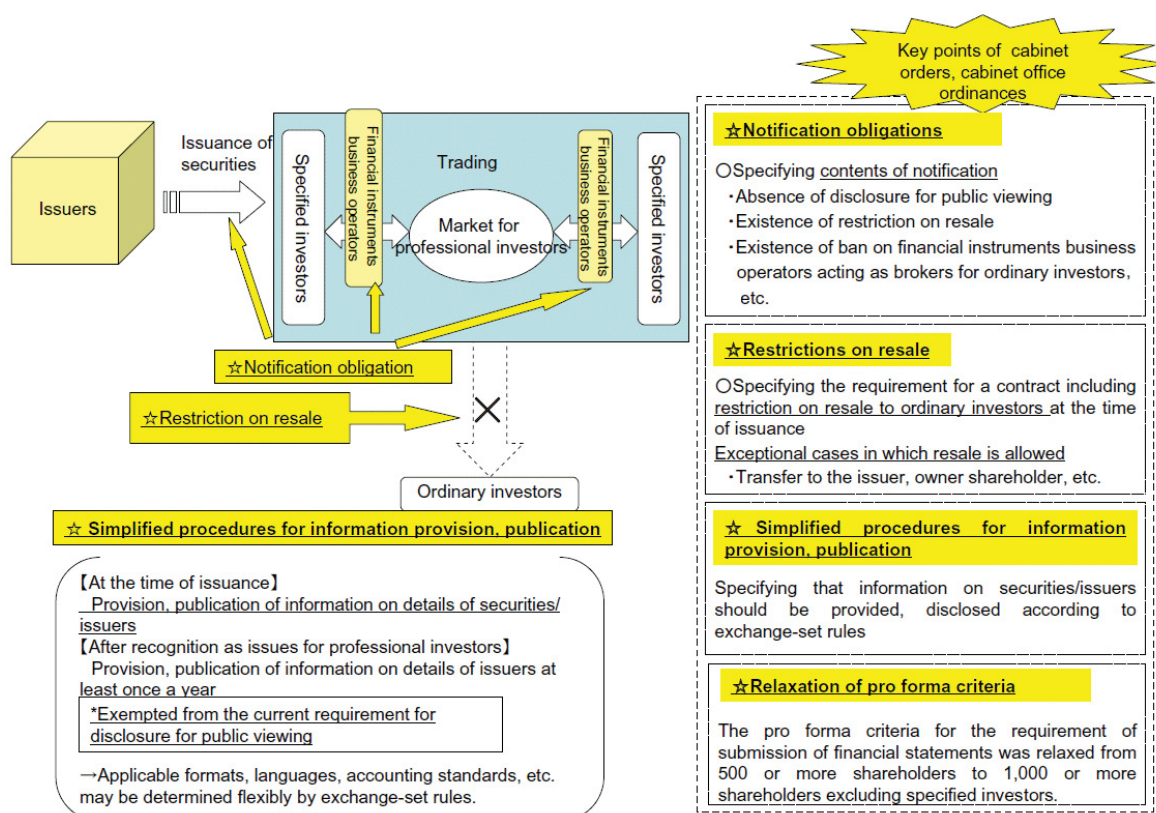 Key points of cabinet
orders, cabinet office
ordinances
Issuers
Issuance of
securities
Specified investors
Financial instruments
business operators
Trading
Market for
professional investors
Financial instruments
business operators
Specified investors
☆Notification obligation
☆Restriction on resale
×
Ordinary investors
☆ Simplified procedures for information provision, publication
【At the time of issuance】
Provision, publication of information on details of securities/
issuers
【After recognition as issues for professional investors】
Provision, publication of information on details of issuers at
least once a year
*Exempted from the current requirement for
disclosure for public viewing
→Applicable formats, languages, accounting standards, etc.
may be determined flexibly by exchange-set rules.
☆Notification obligations
○Specifying contents of notification
・Absence of disclosure for public viewing
・Existence of restriction on resale
・Existence of ban on financial instruments business
operators acting as brokers for ordinary investors,
etc.
☆Restrictions on resale
○Specifying the requirement for a contract including
restriction on resale to ordinary investors at the time
of issuance
Exceptional cases in which resale is allowed
・Transfer to the issuer, owner shareholder, etc.
☆ Simplified procedures for information
provision, publication
Specifying that information on securities/issuers
should be provided, disclosed according to
exchange-set rules
☆Relaxation of pro forma criteria
The pro forma criteria for the requirement of
submission of financial statements was relaxed from
500 or more shareholders to 1,000 or more
shareholders excluding specified investors.